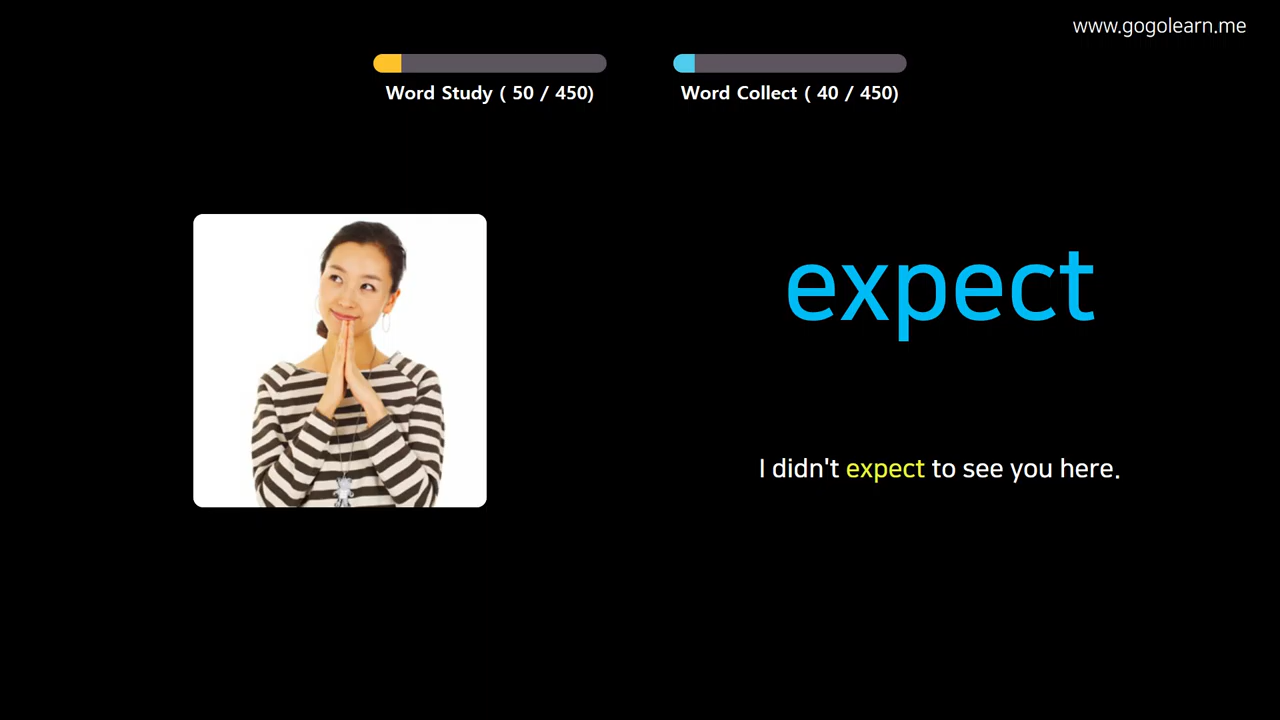 www.gogolearn.me
Word Study ( 50 / 450)
Word Collect ( 40 / 450)
expect
I didn't expect to see you here.